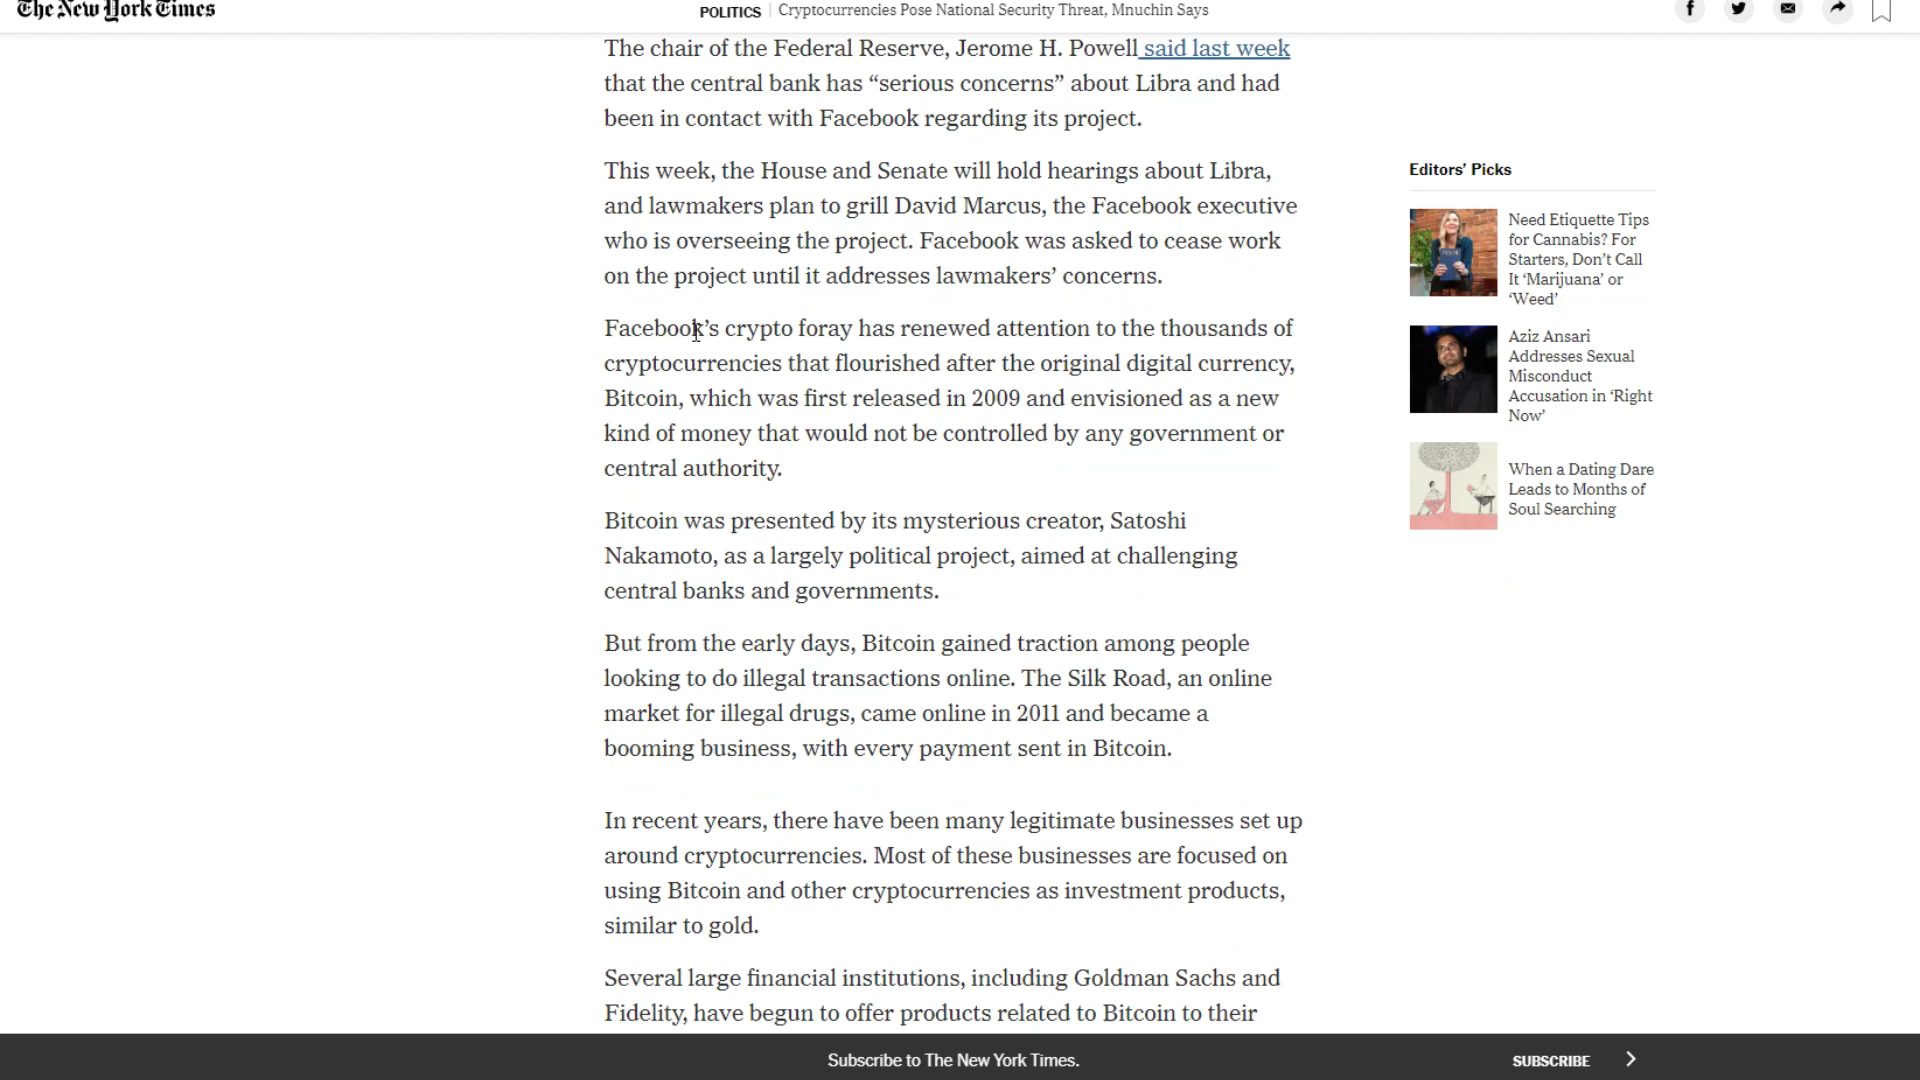 The New York Times
POLITICS | Cryptocurrencies Pose National Security Threat, Mnuchin Says
The chair of the Federal Reserve, Jerome H. Powell said last week
that the central bank has “serious concerns” about Libra and had
been in contact with Facebook regarding its project.
This week, the House and Senate will hold hearings about Libra,
and lawmakers plan to grill David Marcus, the Facebook executive
who is overseeing the project. Facebook was asked to cease work
on the project until it addresses lawmakers’ concerns.
Facebook’s crypto foray has renewed attention to the thousands of
cryptocurrencies that flourished after the original digital currency,
Bitcoin, which was first released in 2009 and envisioned as a new
kind of money that would not be controlled by any government or
central authority.
Bitcoin was presented by its mysterious creator, Satoshi
Nakamoto, as a largely political project, aimed at challenging
central banks and governments.
But from the early days, Bitcoin gained traction among people
looking to do illegal transactions online. The Silk Road, an online
market for illegal drugs, came online in 2011 and became a
booming business, with every payment sent in Bitcoin.
In recent years, there have been many legitimate businesses set up
around cryptocurrencies. Most of these businesses are focused on
using Bitcoin and other cryptocurrencies as investment products,
similar to gold.
Several large financial institutions, including Goldman Sachs and
Fidelity, have begun to offer products related to Bitcoin to their
Editors’ Picks
Need Etiquette Tips
for Cannabis? For
Starters, Don’t Call
It ‘Marijuana’ or
‘Weed’
Aziz Ansari
Addresses Sexual
Misconduct
Accusation in ‘Right
Now’
When a Dating Dare
Leads to Months of
Soul Searching
Subscribe to The New York Times.
SUBSCRIBE